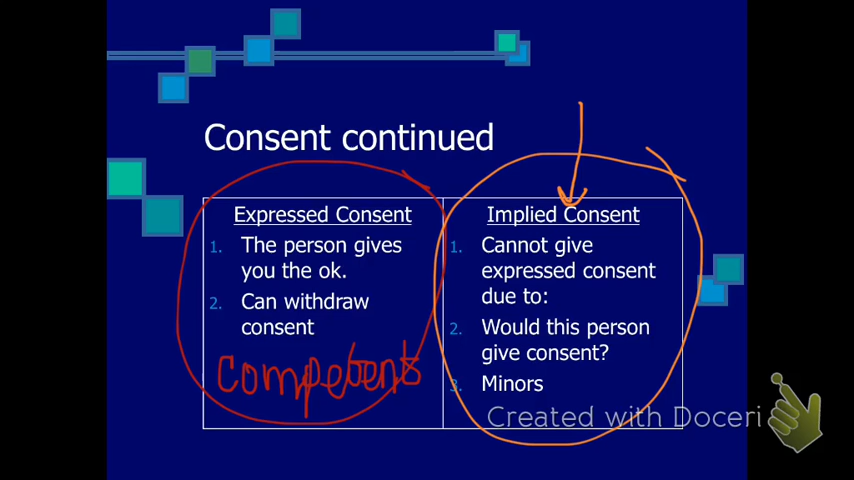 Consent continued
Expressed Consent
1. The person gives
you the ok.
2. Can withdraw
consent
competent
Implied Consent
1. Cannot give
expressed consent
due to:
2. Would this person
give consent?
3. Minors
Created with Doceri